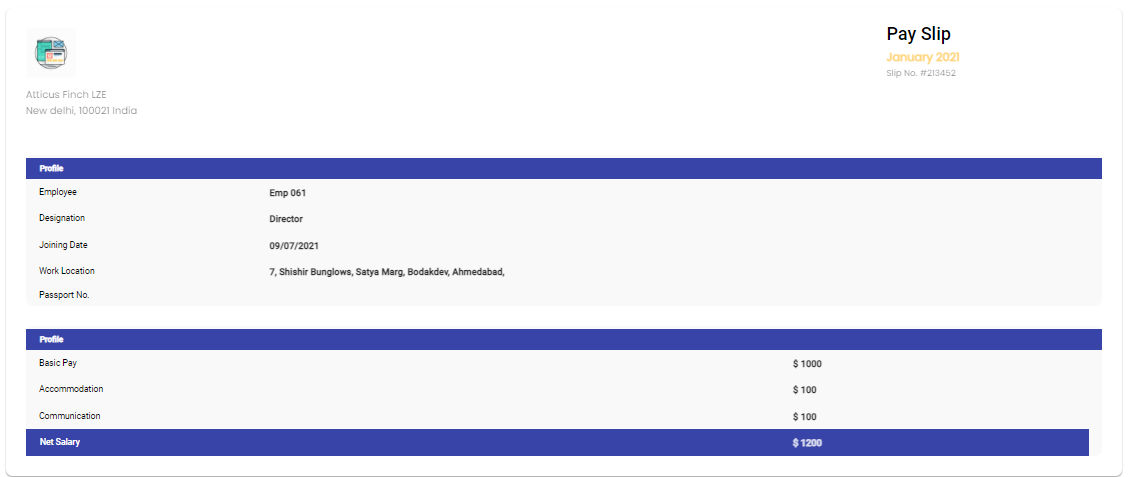 Pay Slip
January 2021
Slip No. #213452
Atticus Finch LZE
New delhi, 100021 India
Profile
Employee Emp 061
Designation Director
Joining Date 09/07/2021
Work Location 7, Shishir Bunglows, Satya Marg, Bodakdev, Ahmedabad,
Passport No.
Profile
Basic Pay $ 1000
Accommodation $ 100
Communication $ 100
Net Salary $ 1200